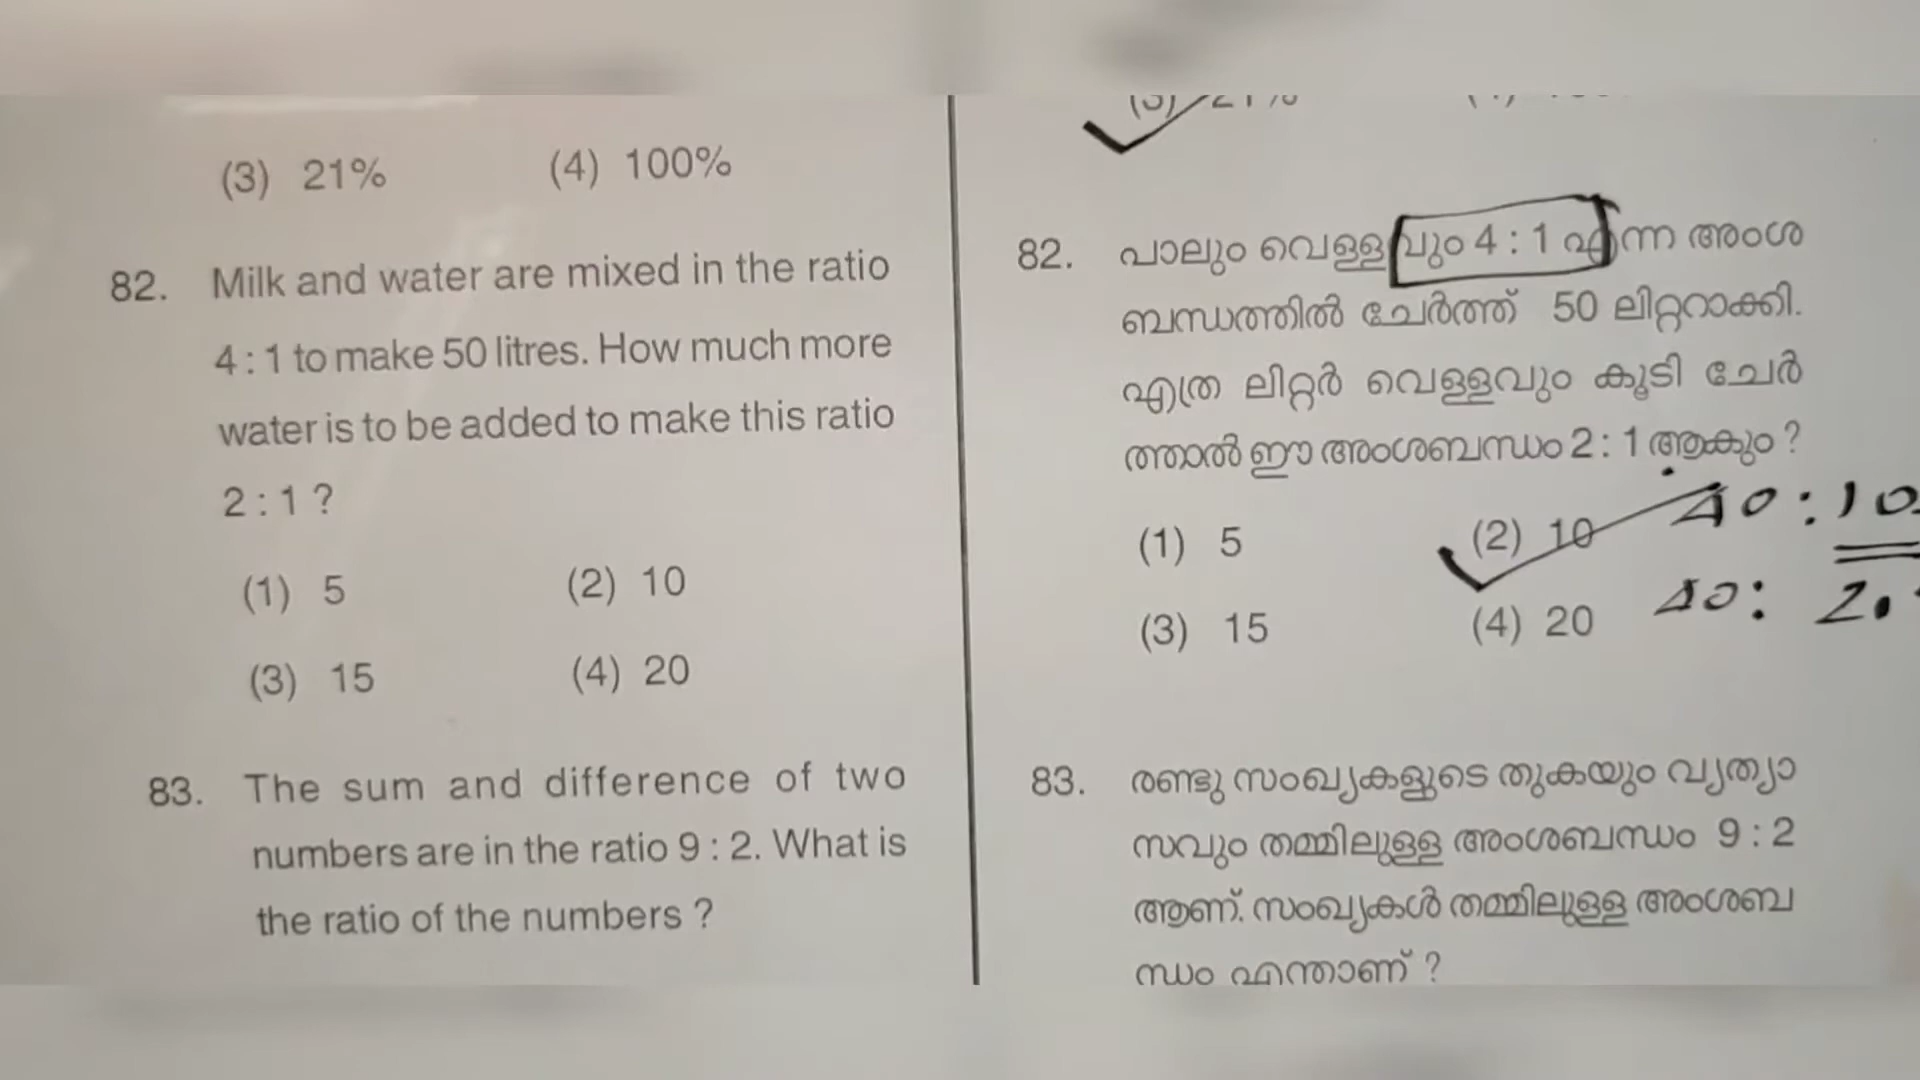 (3) 21% (4) 100%
82. Milk and water are mixed in the ratio
4 : 1 to make 50 litres. How much more
water is to be added to make this ratio
2 : 1 ?
(1) 5 (2) 10
(3) 15 (4) 20
83. The sum and difference of two
numbers are in the ratio 9 : 2. What is
the ratio of the numbers ?
(3) 21%
82. പാലും വെള്ളവും 4 : 1 എന്ന അംശ
ബന്ധത്തിൽ ചേർത്ത് 50 ലിറ്ററാക്കി.
എത്ര ലിറ്റർ വെള്ളവും കൂടി ചേർ
ത്താൽ ഈ അംശബന്ധം 2 : 1 ആകും ?
(1) 5 (2) 10 40 : 10
(3) 15 (4) 20 40 : 2
83. രണ്ടു സംഖ്യകളുടെ തുകയും വ്യത്യാ
സവും തമ്മിലുള്ള അംശബന്ധം 9 : 2
ആണ്. സംഖ്യകൾ തമ്മിലുള്ള അംശബ
ന്ധം എന്താണ് ?